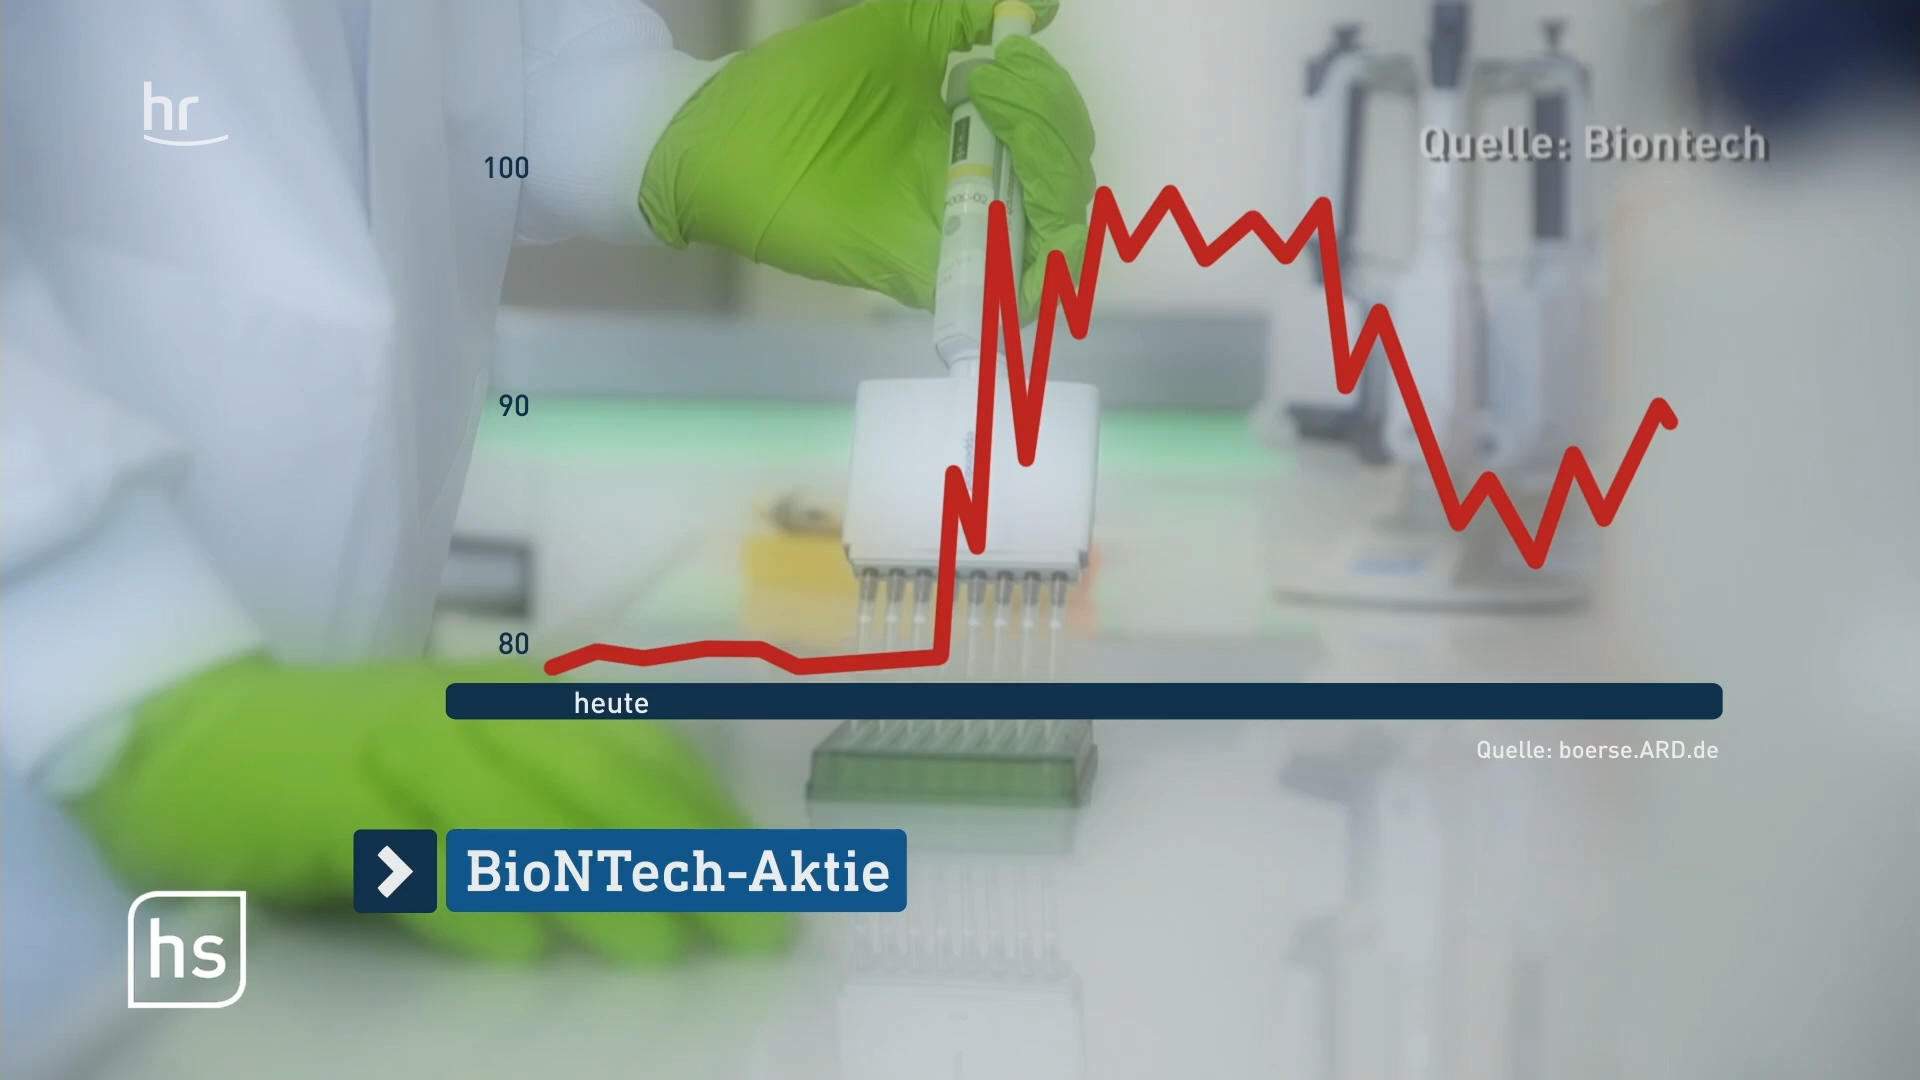 hr
Quelle: Biontech
100
90
80
heute
Quelle: boerse.ARD.de
BioNTech-Aktie
hs